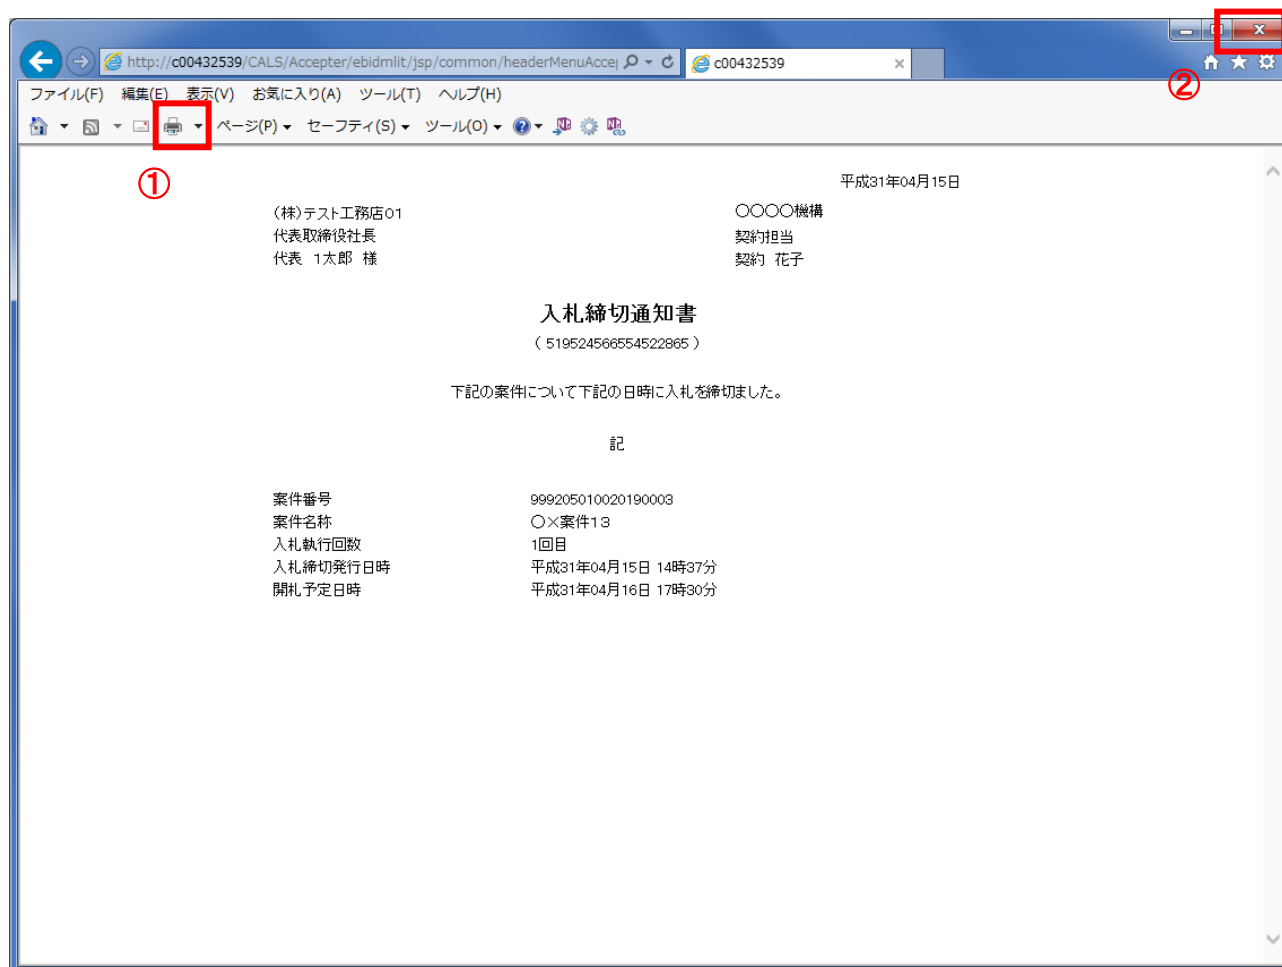 http://c00432539/CALS/Accepter/ebidmlit/jsp/common/headerMenuAccep
c00432539
②
ファイル(F) 編集(E) 表示(V) お気に入り(A) ツール(T) ヘルプ(H)
ページ(P) セーフティ(S) ツール(O)
①
平成31年04月15日
(株)テスト工務店01
代表取締役社長
代表 1太郎 様
〇〇〇〇機構
契約担当
契約 花子
入札締切通知書
( 519524566554522865 )
下記の案件について下記の日時に入札を締切ました。
記
案件番号 999205010020190003
案件名称 〇×案件13
入札執行回数 1回目
入札締切発行日時 平成31年04月15日 14時37分
開札予定日時 平成31年04月16日 17時30分